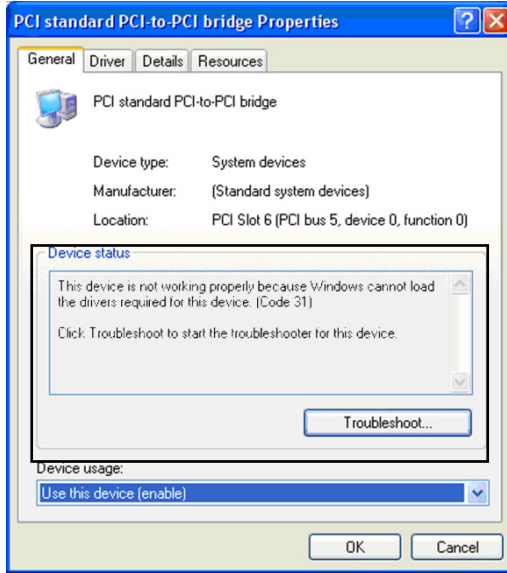 PCI standard PCI-to-PCI bridge Properties
General Driver Details Resources
PCI standard PCI-to-PCI bridge
Device type: System devices
Manufacturer: (Standard system devices)
Location: PCI Slot 6 (PCI bus 5, device 0, function 0)
Device status
This device is not working properly because Windows cannot load
the drivers required for this device. (Code 31)
Click Troubleshoot to start the troubleshooter for this device.
Troubleshoot...
Device usage:
Use this device (enable)
OK Cancel